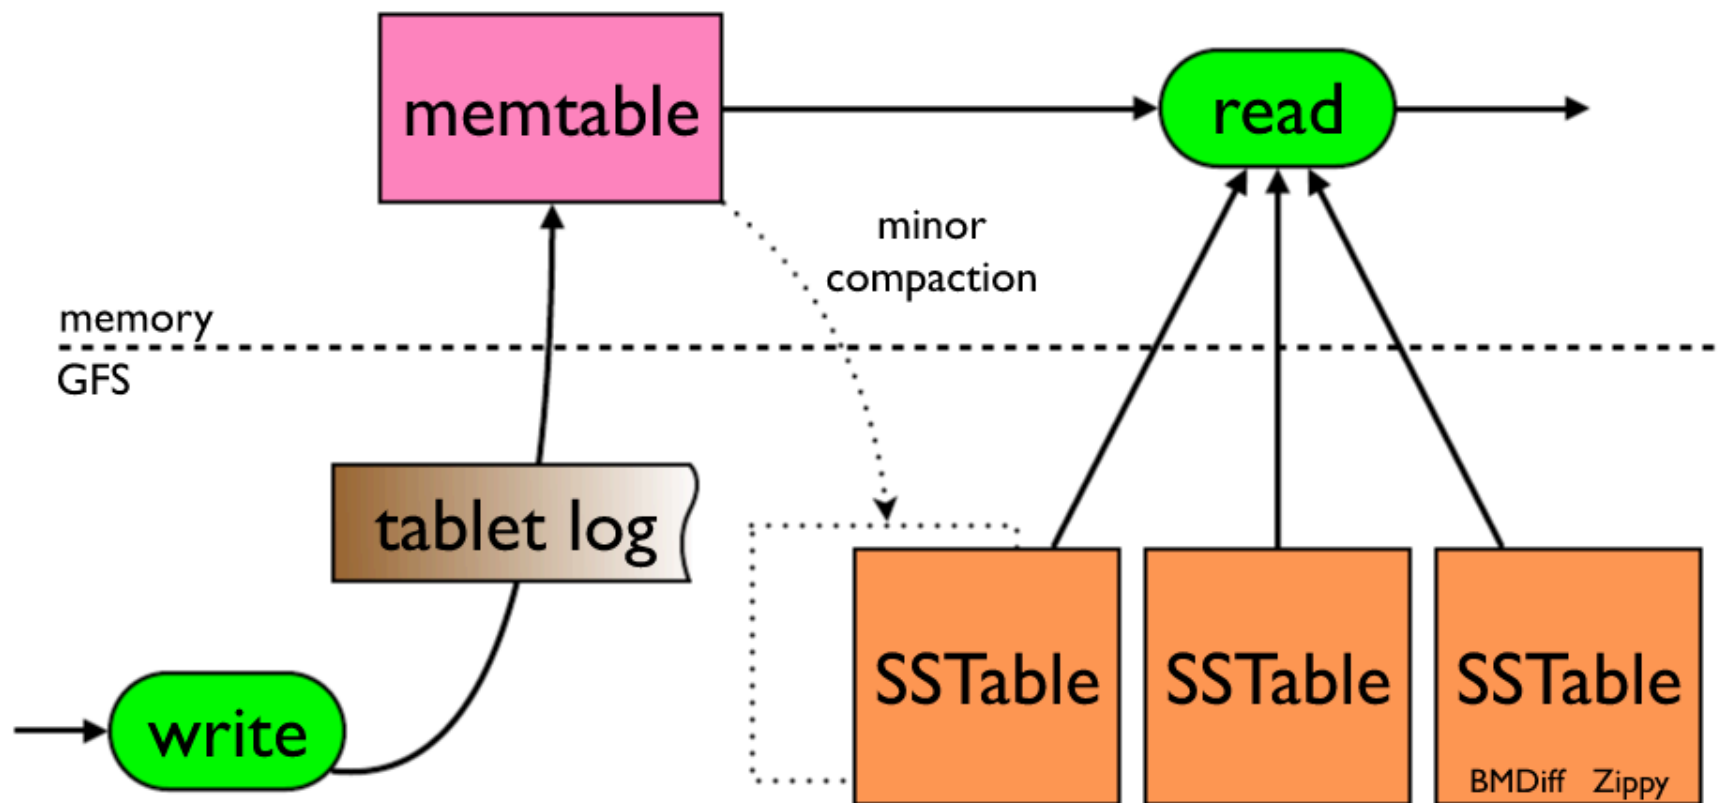 memtable
read
minor
compaction
memory
GFS
tablet log
SSTable
SSTable
SSTable
write
BMDiff Zippy